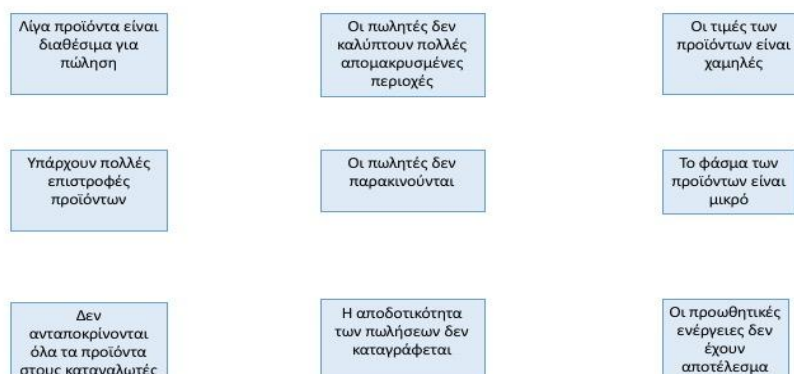 Λίγα προϊόντα είναι
διαθέσιμα για
πώληση
Οι πωλητές δεν
καλύπτουν πολλές
απομακρυσμένες
περιοχές
Οι τιμές των
προϊόντων είναι
χαμηλές
Υπάρχουν πολλές
επιστροφές
προϊόντων
Οι πωλητές δεν
παρακινούνται
Το φάσμα των
προϊόντων είναι
μικρό
Δεν
ανταποκρίνονται
όλα τα προϊόντα
στους καταναλωτές
Η αποδοτικότητα
των πωλήσεων δεν
καταγράφεται
Οι προωθητικές
ενέργειες δεν
έχουν
αποτέλεσμα